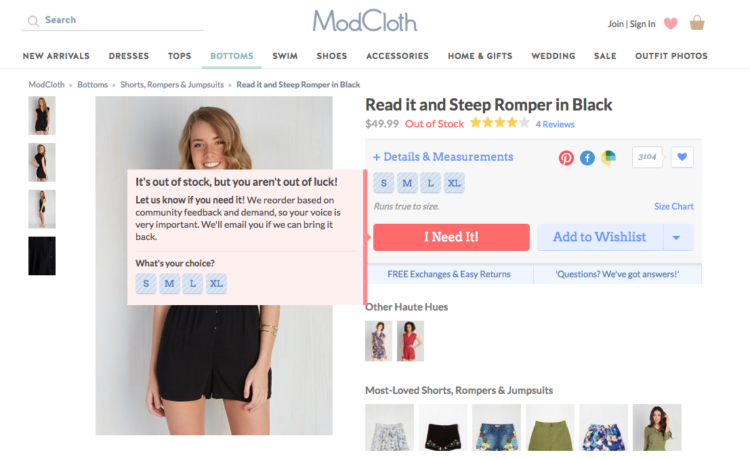 Search
ModCloth
Join | Sign In
NEW ARRIVALS DRESSES TOPS BOTTOMS SWIM SHOES ACCESSORIES HOME & GIFTS WEDDING SALE OUTFIT PHOTOS
ModCloth » Bottoms » Shorts, Rompers & Jumpsuits » Read it and Steep Romper in Black
Read it and Steep Romper in Black
$49.99 Out of Stock 4 Reviews
+ Details & Measurements
3104
S M L XL
Runs true to size. Size Chart
I Need It!
Add to Wishlist
FREE Exchanges & Easy Returns
'Questions? We've got answers!'
It's out of stock, but you aren't out of luck!
Let us know if you need it! We reorder based on
community feedback and demand, so your voice is
very important. We'll email you if we can bring it
back.
What's your choice?
S M L XL
Other Haute Hues
Most-Loved Shorts, Rompers & Jumpsuits